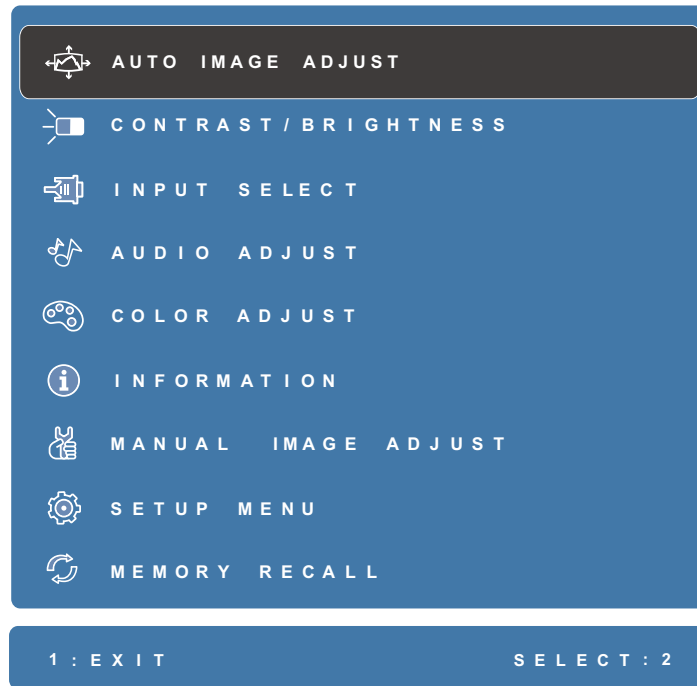 AUTO IMAGE ADJUST
CONTRAST/BRIGHTNESS
INPUT SELECT
AUDIO ADJUST
COLOR ADJUST
INFORMATION
MANUAL IMAGE ADJUST
SETUP MENU
MEMORY RECALL
1:EXIT SELECT:2